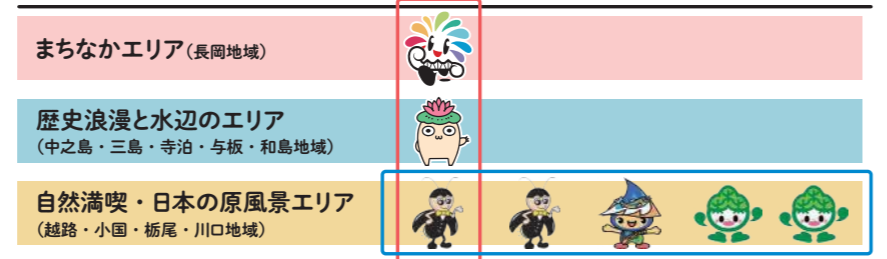 まちなかエリア(長岡地域)
歴史浪漫と水辺のエリア
(中之島・三島・寺泊・与板・和島地域)
自然満喫・日本の原風景エリア
(越路・小国・栃尾・川口地域)